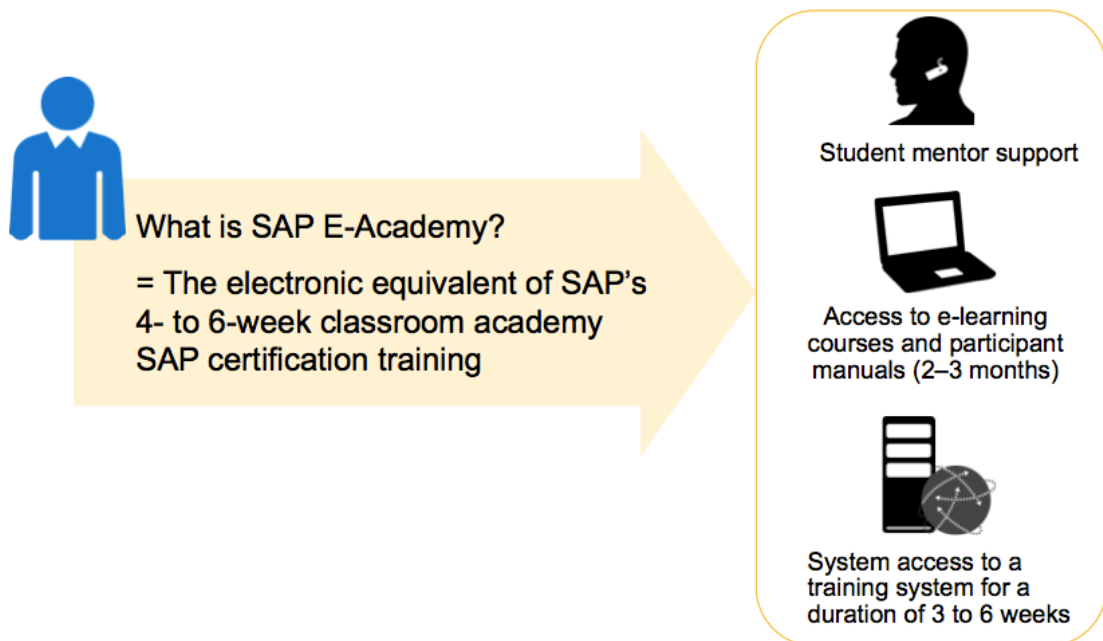 What is SAP E-Academy?
= The electronic equivalent of SAP's
4- to 6-week classroom academy
SAP certification training
Student mentor support
Access to e-learning
courses and participant
manuals (2–3 months)
System access to a
training system for a
duration of 3 to 6 weeks